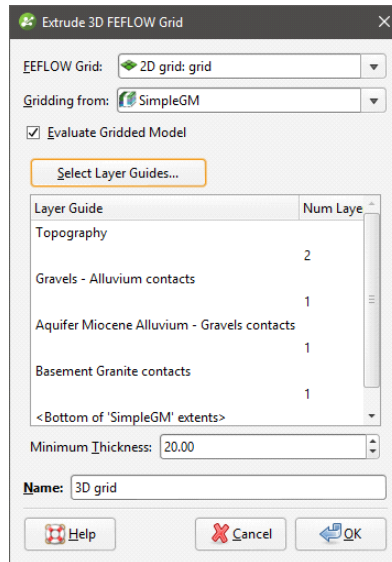 Extrude 3D FEFLOW Grid
FEFLOW Grid: 2D grid: grid
Gridding from: SimpleGM
Evaluate Gridded Model
Select Layer Guides...
Layer Guide Num Laye
Topography
2
Gravels - Alluvium contacts
1
Aquifer Miocene Alluvium - Gravels contacts
1
Basement Granite contacts
1
<Bottom of 'SimpleGM' extents>
Minimum Thickness: 20.00
Name: 3D grid
Help Cancel OK